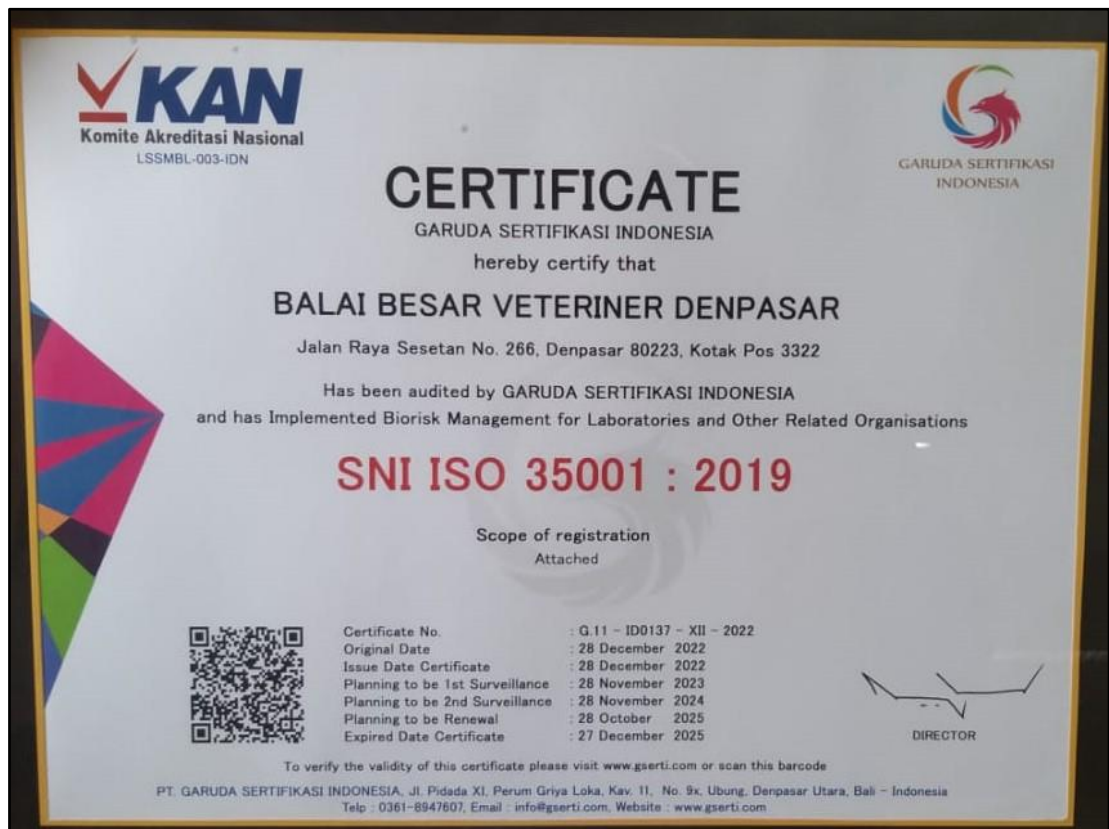 KAN
Komite Akreditasi Nasional
LSSMBL-003-IDN
GARUDA SERTIFIKASI
INDONESIA
CERTIFICATE
GARUDA SERTIFIKASI INDONESIA
hereby certify that
BALAI BESAR VETERINER DENPASAR
Jalan Raya Sesetan No. 266, Denpasar 80223, Kotak Pos 3322
Has been audited by GARUDA SERTIFIKASI INDONESIA
and has Implemented Biorisk Management for Laboratories and Other Related Organisations
SNI ISO 35001 : 2019
Scope of registration
Attached
Certificate No. : G.11 - ID0137 - XII - 2022
Original Date : 28 December 2022
Issue Date Certificate : 28 December 2022
Planning to be 1st Surveillance : 28 November 2023
Planning to be 2nd Surveillance : 28 November 2024
Planning to be Renewal : 28 October 2025
Expired Date Certificate : 27 December 2025
DIRECTOR
To verify the validity of this certificate please visit www.gserti.com or scan this barcode
PT. GARUDA SERTIFIKASI INDONESIA, Jl. Pidada XI, Perum Griya Loka, Kav. 11, No. 9x, Ubung, Denpasar Utara, Bali - Indonesia
Telp : 0361-8947607, Email : info@gserti.com, Website : www.gserti.com